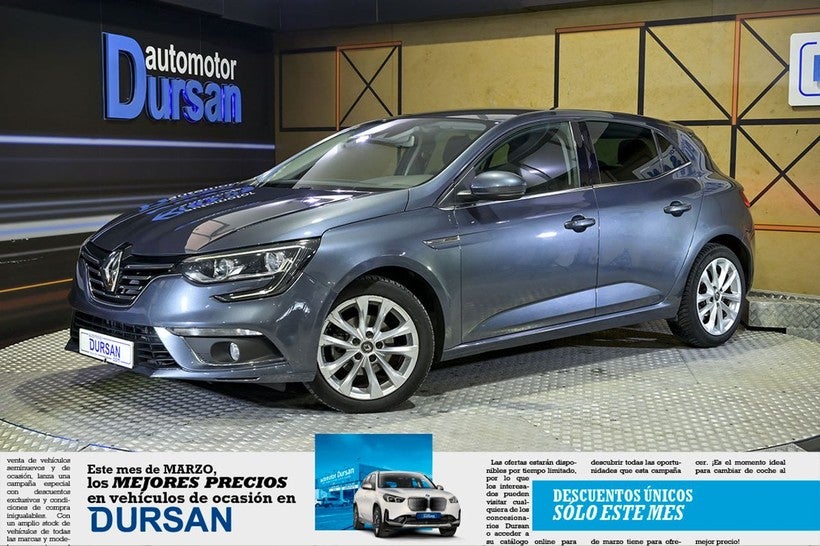 automotor
Dursan
DURSAN
venta de vehículos
seminuevos y de
ocasión, lanza una
campaña especial
con descuentos
exclusivos y condi-
ciones de compra
inigualables. Con
un amplio stock de
vehículos de todas
las marcas y mode-
Este mes de MARZO,
los MEJORES PRECIOS
en vehículos de ocasión en
DURSAN
automotor Dursan
Las ofertas estarán dispo-
nibles por tiempo limitado,
por lo que
los interesa-
dos pueden
visitar cual-
quiera de los
concesiona-
rios Dursan
o acceder a
su catálogo online para
descubrir todas las oportu-
nidades que esta campaña
de marzo tiene para ofre-
cer. ¡Es el momento ideal
para cambiar de coche al
mejor precio!
DESCUENTOS ÚNICOS
SÓLO ESTE MES